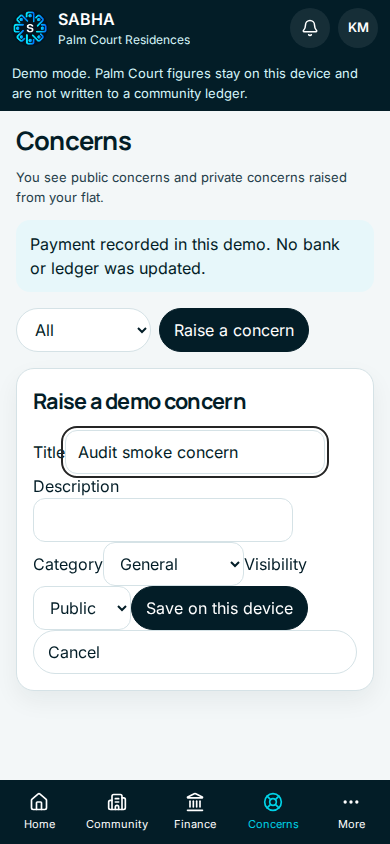 S
SABHA
Palm Court Residences
KM
Demo mode. Palm Court figures stay on this device and
are not written to a community ledger.
Concerns
You see public concerns and private concerns raised
from your flat.
Payment recorded in this demo. No bank
or ledger was updated.
All
Raise a concern
Raise a demo concern
Title
Audit smoke concern
Description
Category
General
Visibility
Public
Save on this device
Cancel
Home
Community
Finance
Concerns
More